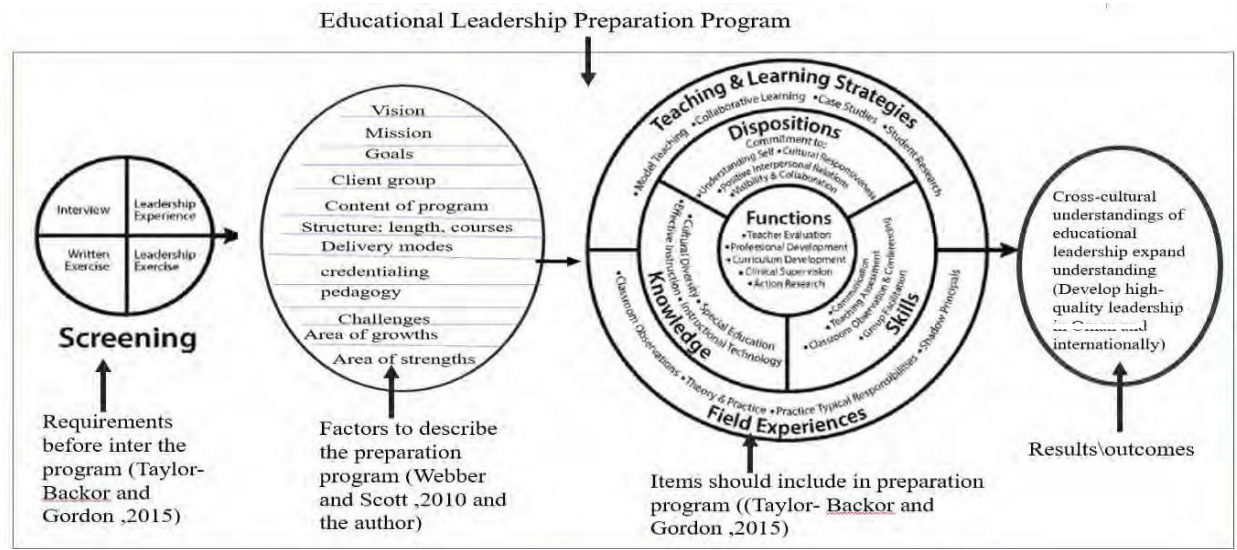 Educational Leadership Preparation Program
Interview
Leadership
Experience
Written
Exercise
Leadership
Exercise
Screening
Requirements
before inter the
program (Taylor-
Backor and
Gordon ,2015)
Vision
Mission
Goals
Client group
Content of program
Structure: length, courses
Delivery modes
credentialing
pedagogy
Challenges
Area of growths
Area of strengths
Factors to describe
the preparation
program (Webber
and Scott ,2010 and
the author)
Teaching & Learning Strategies
•Model Teaching •Collaborative Learning •Case Studies •Student Research
Dispositions
Commitment to:
•Understanding Self •Cultural Responsiveness
•Positive Interpersonal Relations
•Visibility & Collaboration
Functions
•Teacher Evaluation
•Professional Development
•Curriculum Development
•Clinical Supervision
•Action Research
•Cultural Diversity •Special Education
•Effective Instruction •Instructional Technology
Knowledge
•Communication
•Teaching Assessment
•Classroom Observation & Conferencing
•Group Facilitation
Skills
•Classroom Observations •Theory & Practice •Practice Typical Responsibilities •Shadow Principals
Field Experiences
Items should include in preparation
program ((Taylor- Backor and
Gordon ,2015)
Cross-cultural
understandings of
educational
leadership expand
understanding
(Develop high-
quality leadership
internationally)
Results\outcomes